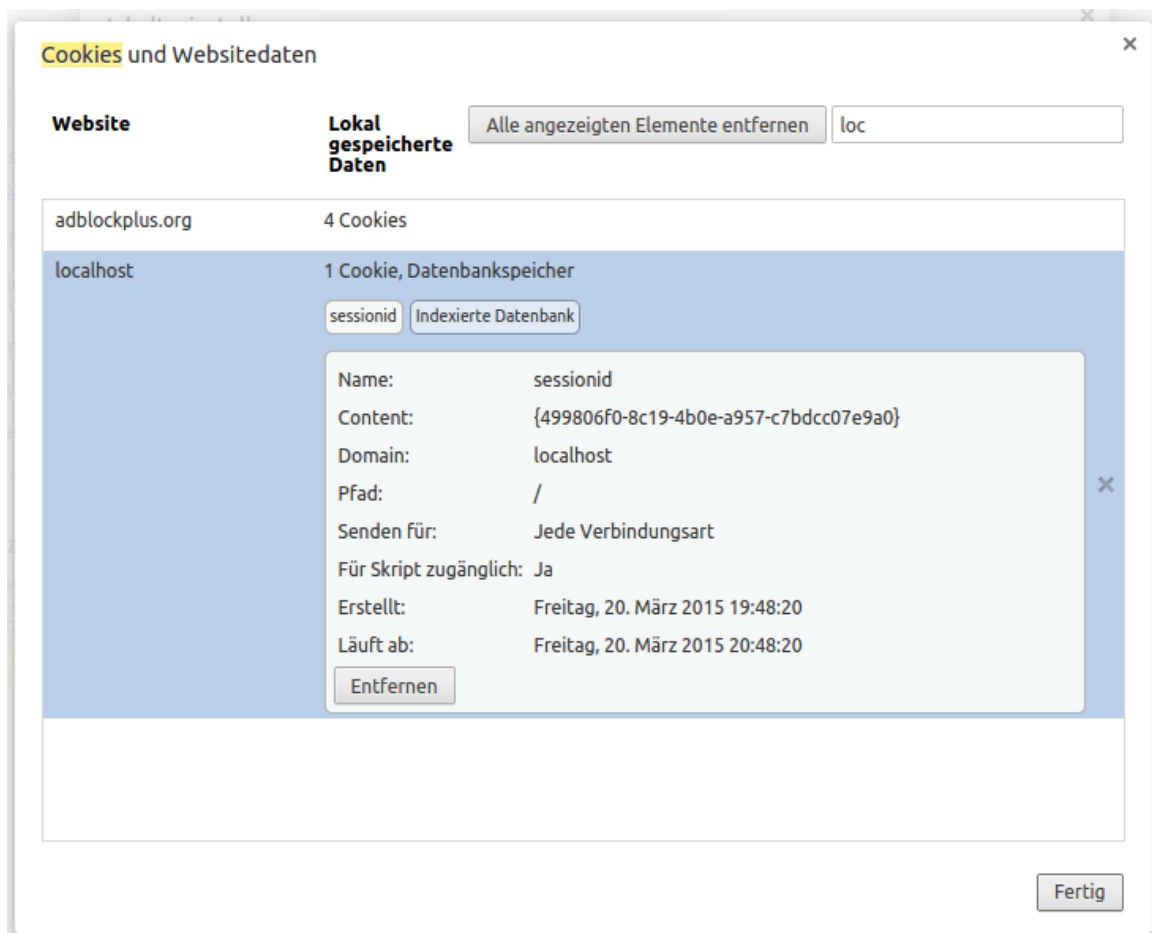 Cookies und Websitedaten
Website
Lokal gespeicherte Daten
Alle angezeigten Elemente entfernen
loc
adblockplus.org 4 Cookies
localhost 1 Cookie, Datenbankspeicher
sessionid Indexierte Datenbank
Name: sessionid
Content: {499806f0-8c19-4b0e-a957-c7bdcc07e9a0}
Domain: localhost
Pfad: /
Senden für: Jede Verbindungsart
Für Skript zugänglich: Ja
Erstellt: Freitag, 20. März 2015 19:48:20
Läuft ab: Freitag, 20. März 2015 20:48:20
Entfernen
Fertig